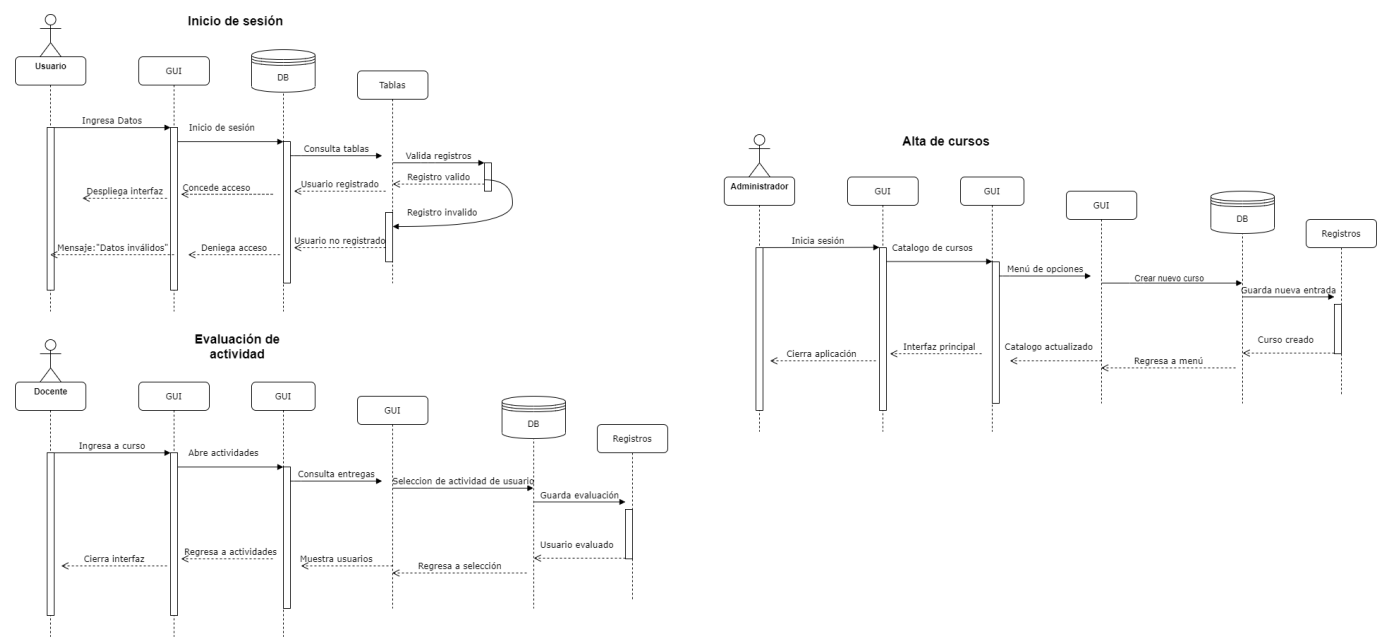 Inicio de sesión
Usuario
GUI
DB
Tablas
Ingresa Datos
Inicio de sesión
Consulta tablas
Valida registros
Registro valido
Usuario registrado
Concede acceso
Despliega interfaz
Registro invalido
Usuario no registrado
Deniega acceso
Mensaje:"Datos inválidos"
Evaluación de
actividad
Docente
GUI
GUI
GUI
DB
Registros
Ingresa a curso
Abre actividades
Consulta entregas
Seleccion de actividad de usuario
Guarda evaluación
Usuario evaluado
Regresa a selección
Muestra usuarios
Regresa a actividades
Cierra interfaz
Alta de cursos
Administrador
GUI
GUI
GUI
DB
Registros
Inicia sesión
Catalogo de cursos
Menú de opciones
Crear nuevo curso
Guarda nueva entrada
Curso creado
Regresa a menú
Catalogo actualizado
Interfaz principal
Cierra aplicación